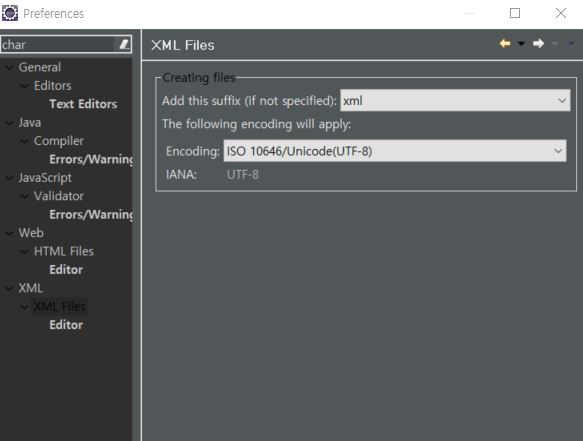 Preferences
char
General
Editors
Text Editors
Java
Compiler
Errors/Warning
JavaScript
Validator
Errors/Warning
Web
HTML Files
Editor
XML
XML Files
Editor
XML Files
Creating files
Add this suffix (if not specified): xml
The following encoding will apply:
Encoding: ISO 10646/Unicode(UTF-8)
IANA: UTF-8